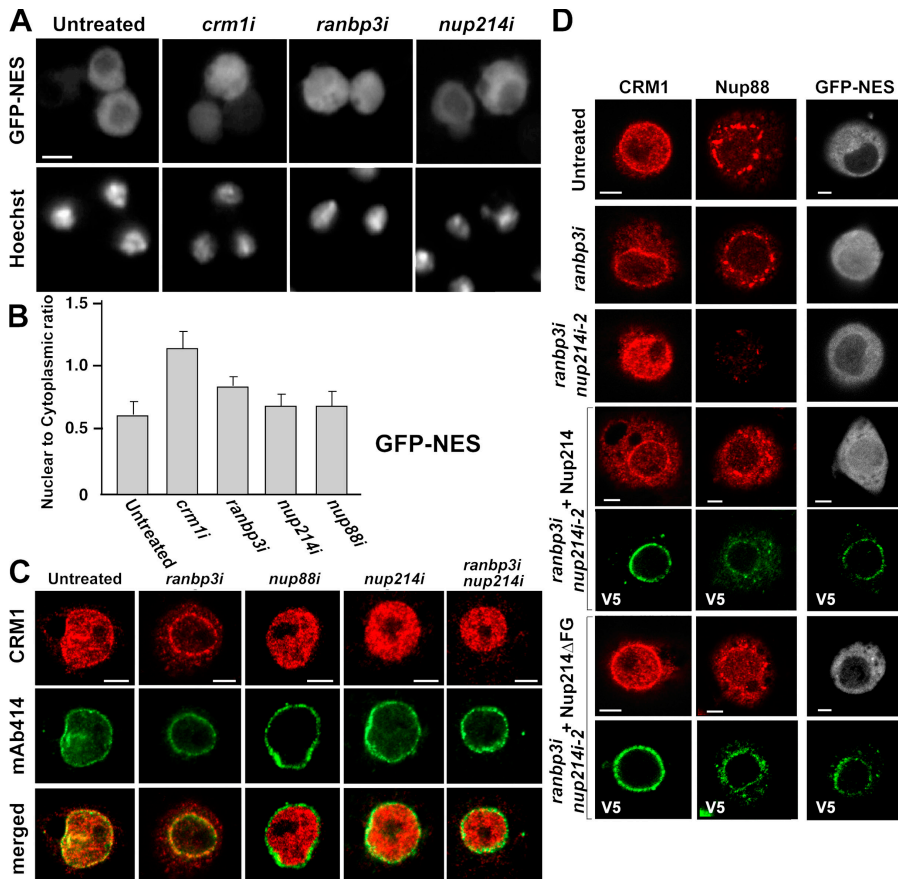 A
Untreated
crm1i
ranbp3i
nup214i
GFP-NES
Hoechst
B
Nuclear to Cytoplasmic ratio
1.5
1.0
0.5
0
Untreated
crm1i
ranbp3i
nup214i
nup88i
GFP-NES
C
Untreated
ranbp3i
nup88i
nup214i
ranbp3i
nup214i
CRM1
mAb414
merged
D
CRM1
Nup88
GFP-NES
Untreated
ranbp3i
ranbp3i
nup214i-2
ranbp3i
nup214i-2
+ Nup214
V5
V5
V5
ranbp3i
nup214i-2
+ Nup214ΔFG
V5
V5
V5